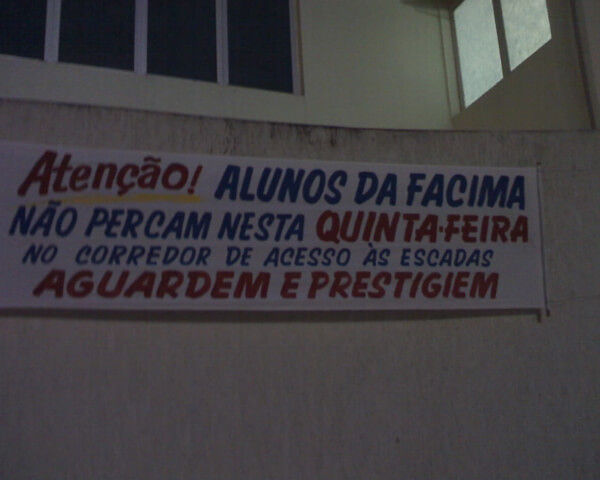 Atenção! ALUNOS DA FACIMA
NÃO PERCAM NESTA QUINTA-FEIRA
NO CORREDOR DE ACESSO ÀS ESCADAS
AGUARDEM E PRESTIGIEM